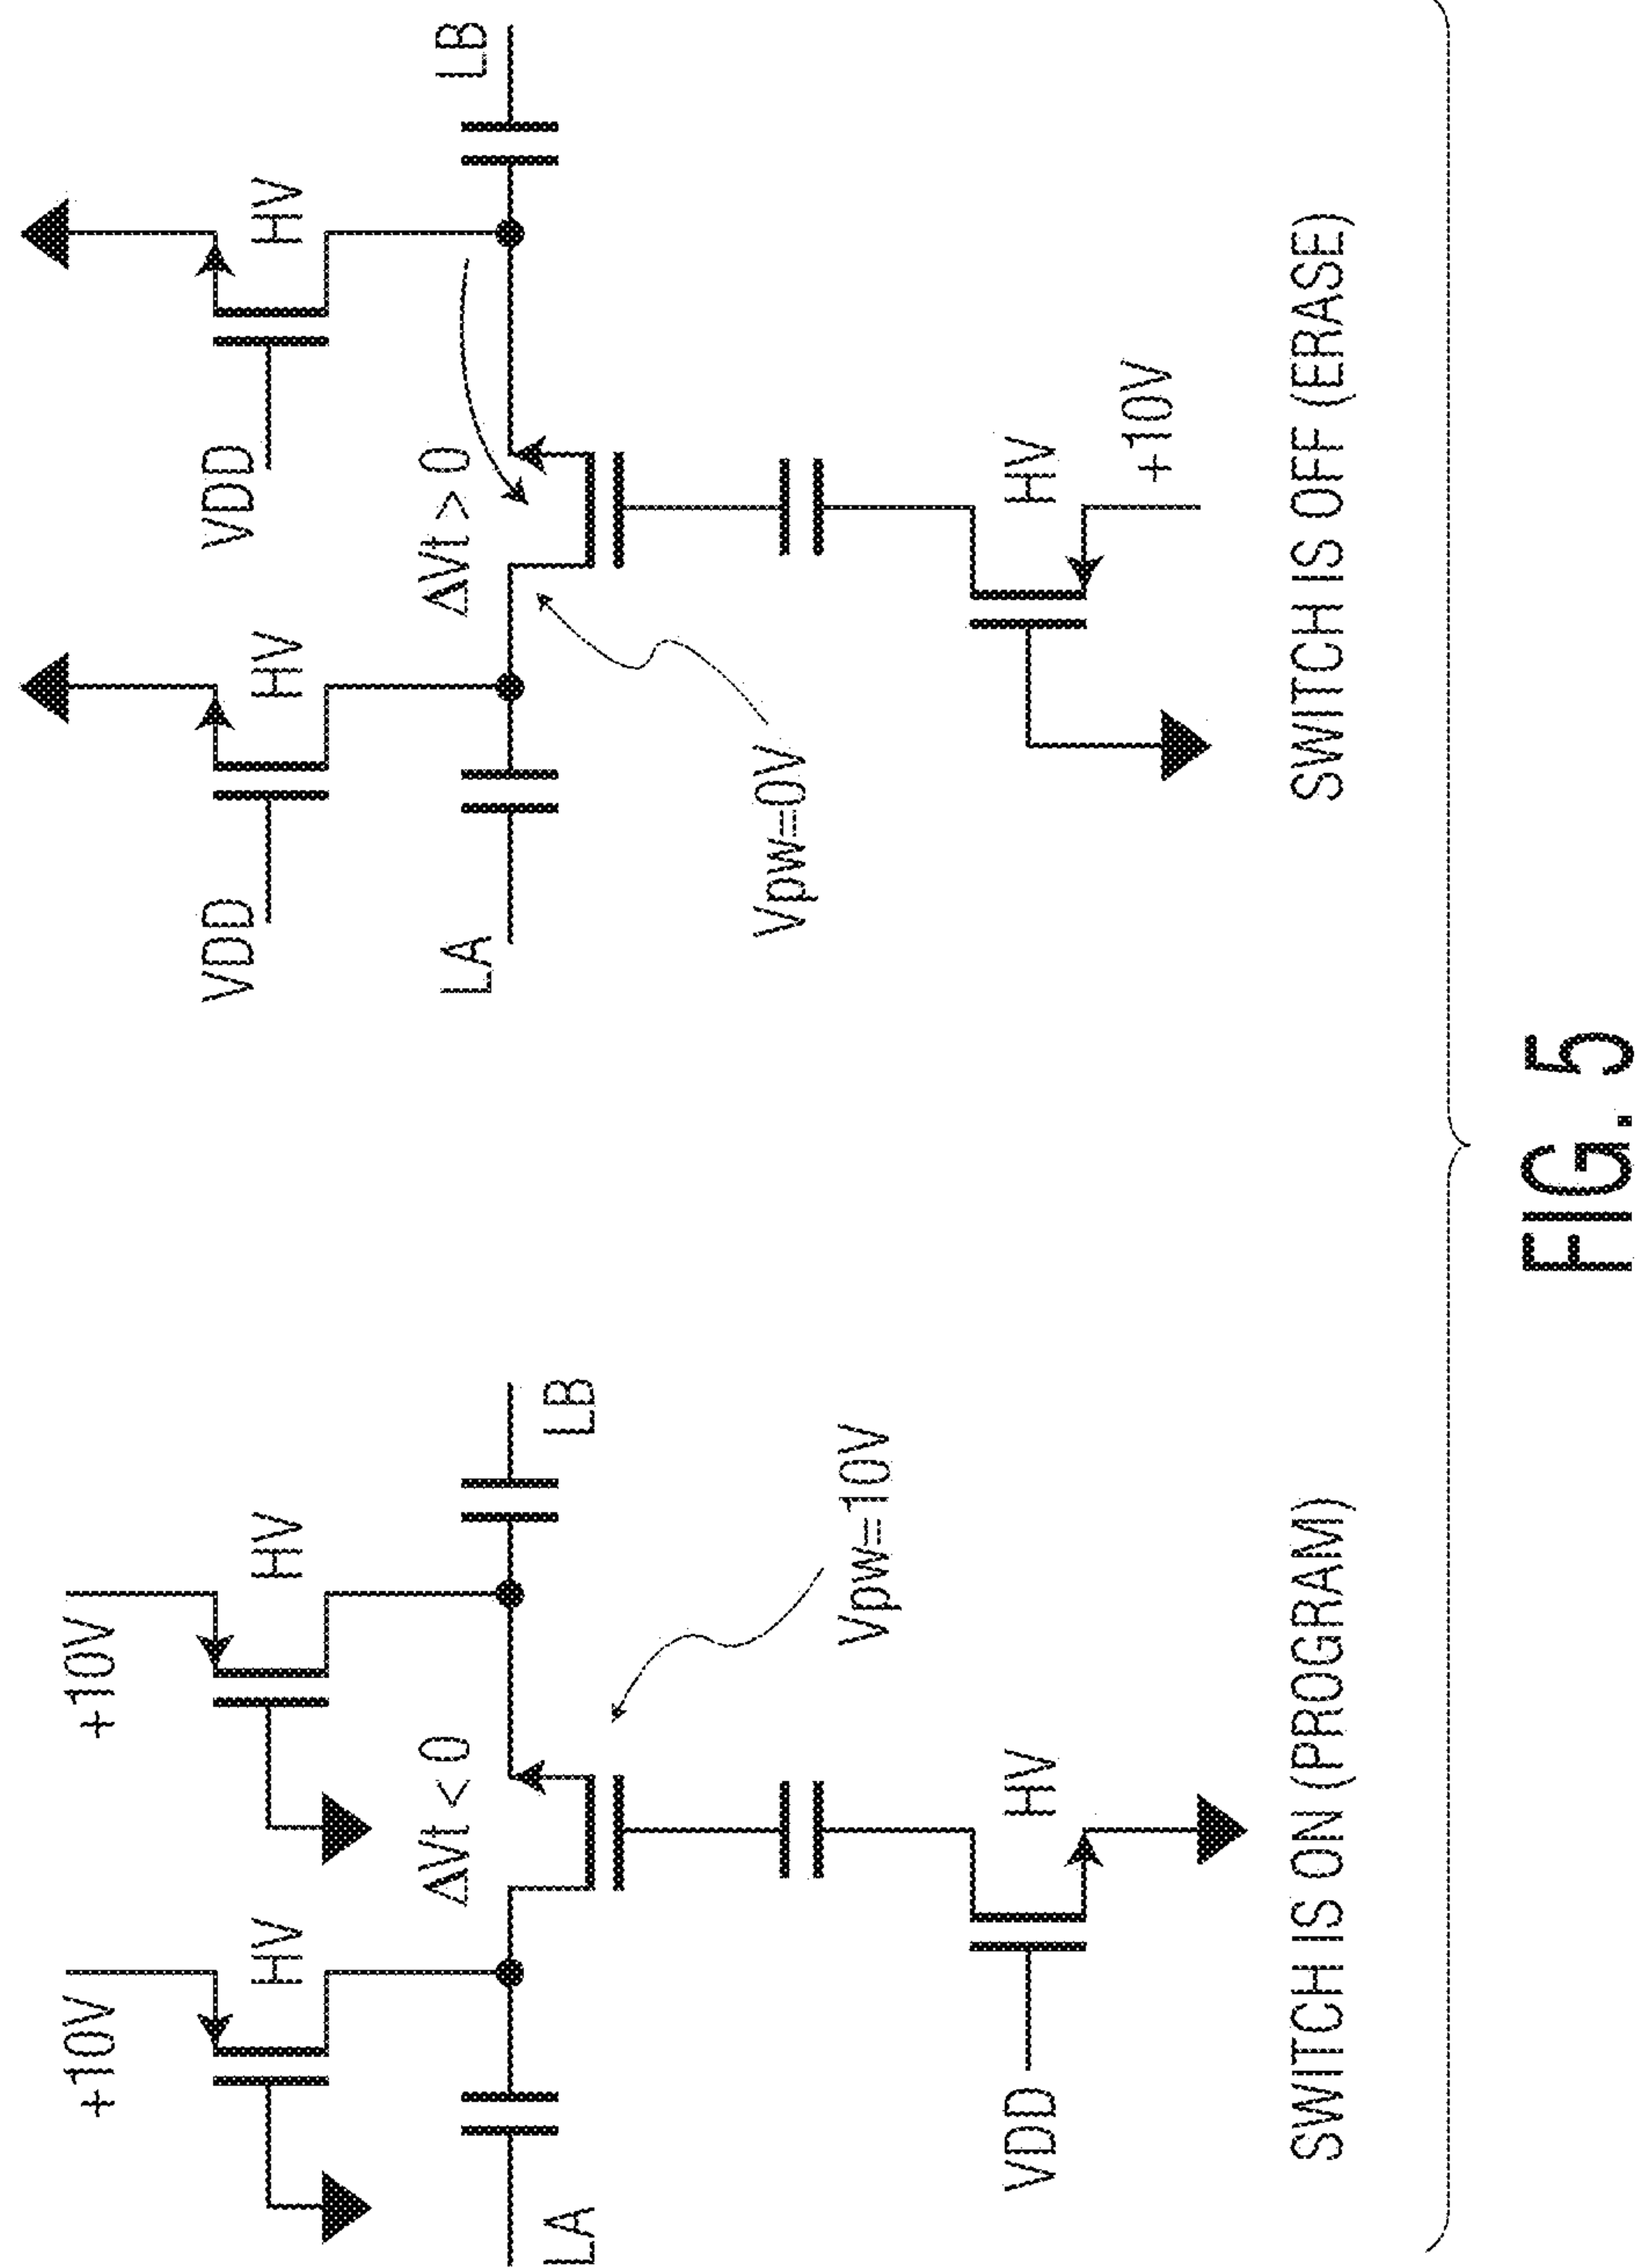 +10V
+10V
HV
HV
ΔVt < 0
LA
LB
Vpw=10V
VDD
HV
SWITCH IS ON (PROGRAM)
VDD
HV
VDD
HV
ΔVt > 0
LA
LB
Vpw=0V
HV
+10V
SWITCH IS OFF (ERASE)
FIG. 5